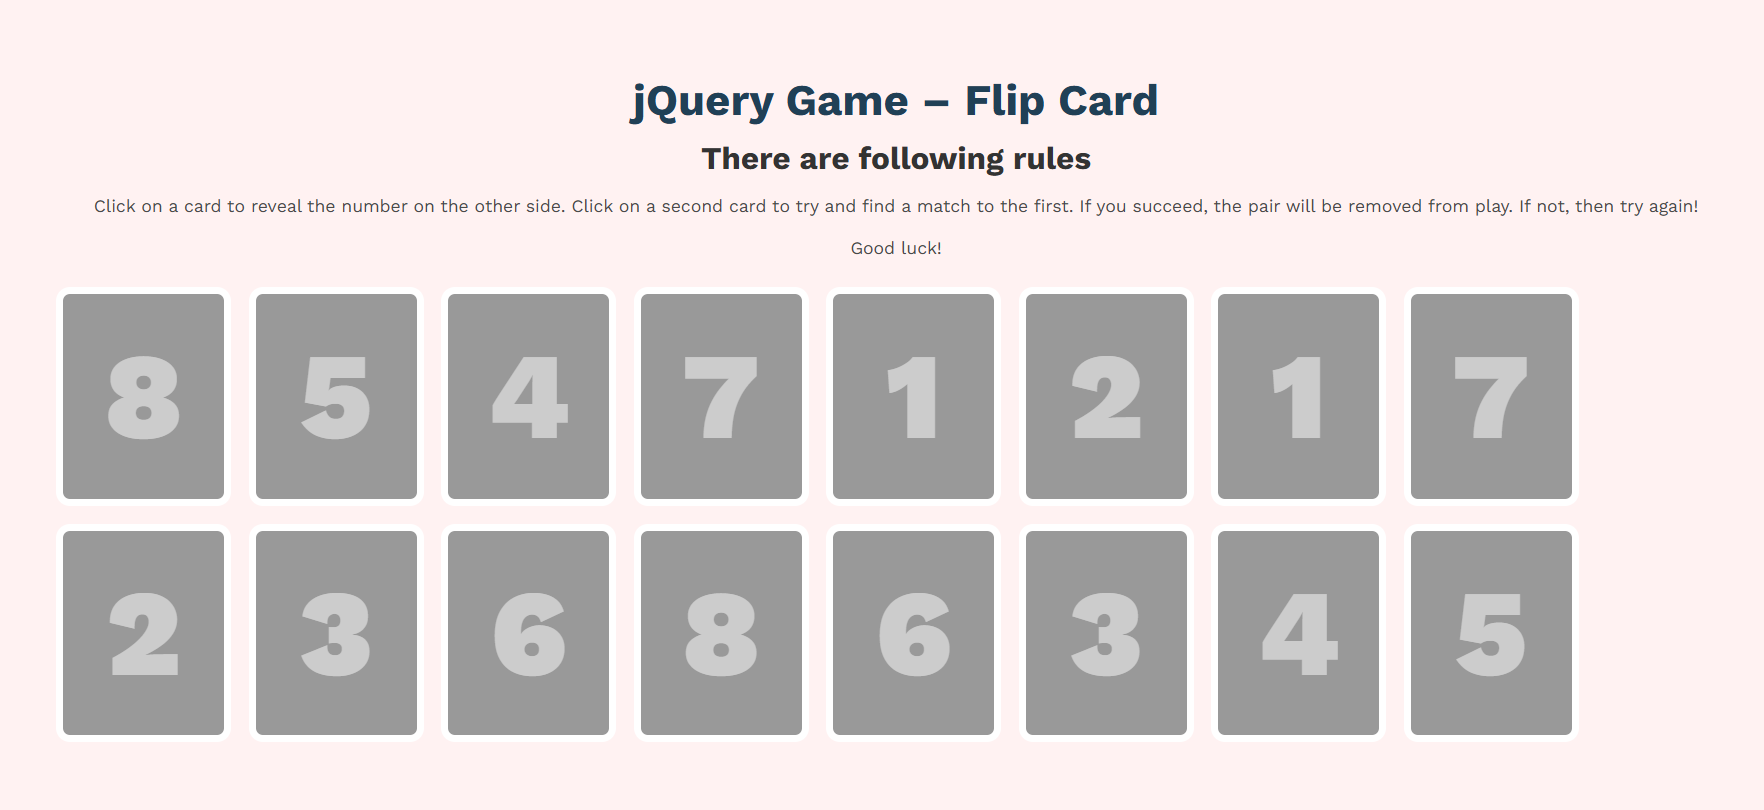 jQuery Game – Flip Card
There are following rules
Click on a card to reveal the number on the other side. Click on a second card to try and find a match to the first. If you succeed, the pair will be removed from play. If not, then try again!
Good luck!
8 5 4 7 1 2 1 7
2 3 6 8 6 3 4 5